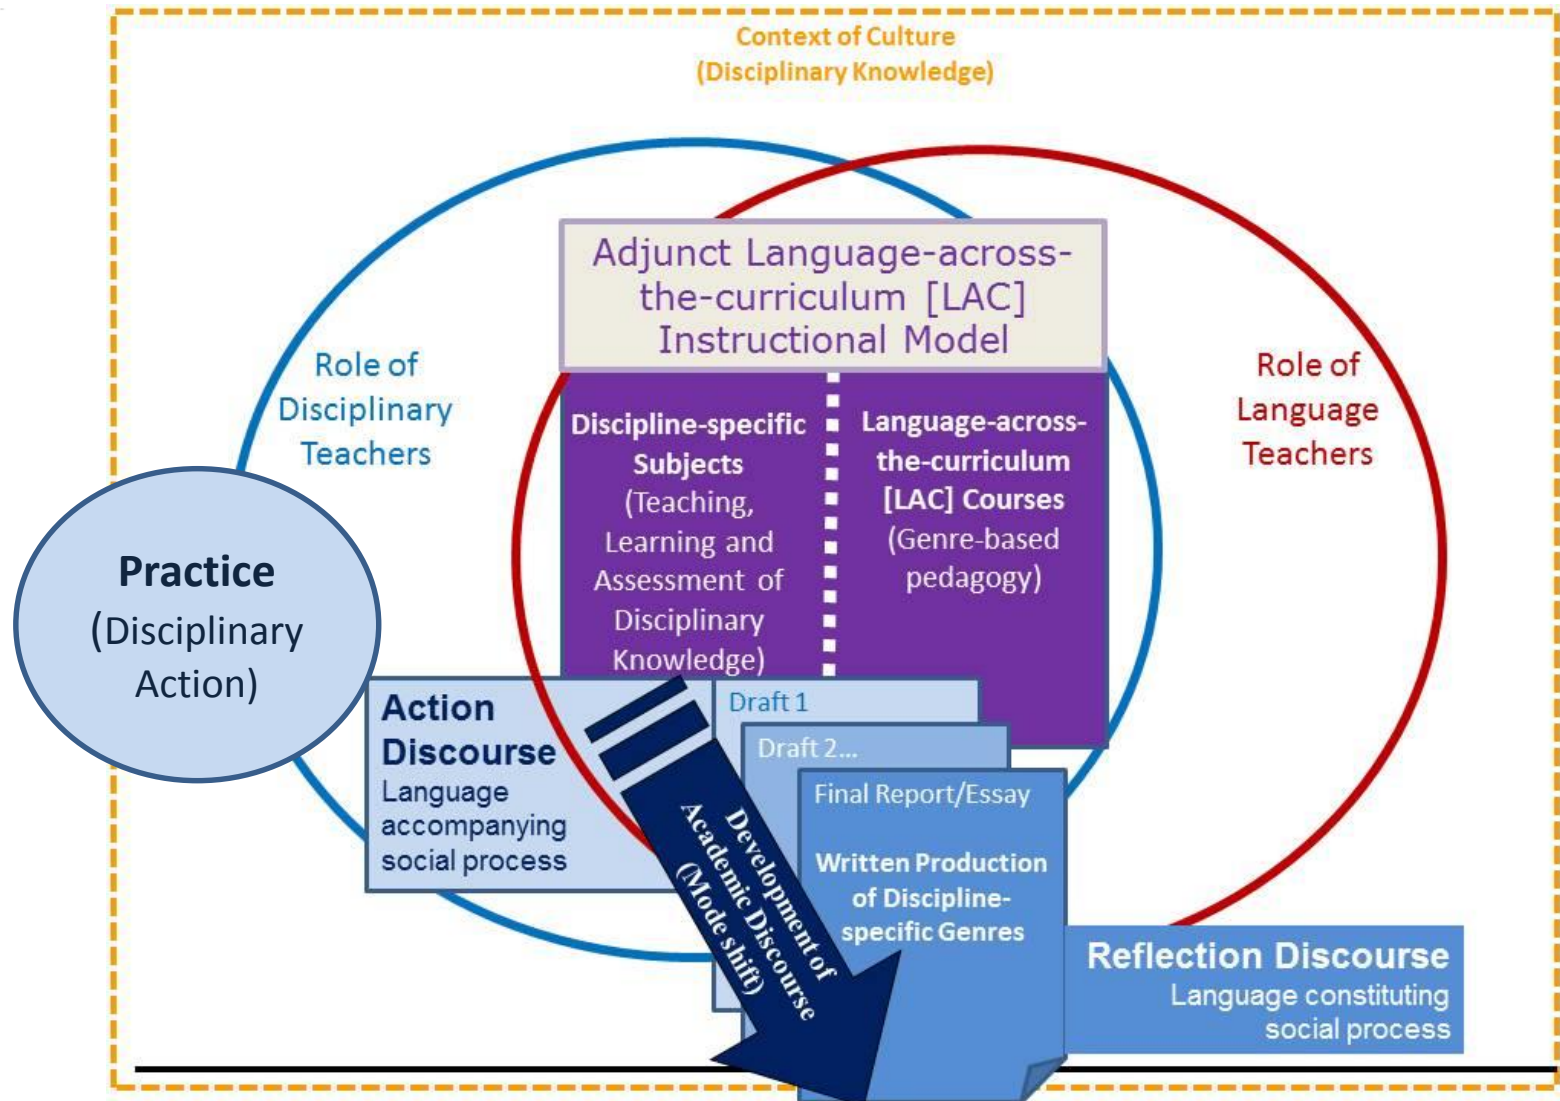 Context of Culture
(Disciplinary Knowledge)
Adjunct Language-across-
the-curriculum [LAC]
Instructional Model
Role of
Disciplinary
Teachers
Role of
Language
Teachers
Discipline-specific
Subjects
(Teaching,
Learning and
Assessment of
Disciplinary
Knowledge)
Language-across-
the-curriculum
[LAC] Courses
(Genre-based
pedagogy)
Practice
(Disciplinary
Action)
Action
Discourse
Language
accompanying
social process
Draft 1
Draft 2...
Final Report/Essay
Written Production
of Discipline-
specific Genres
Development of
Academic Discourse
(Mode shift)
Reflection Discourse
Language constituting
social process